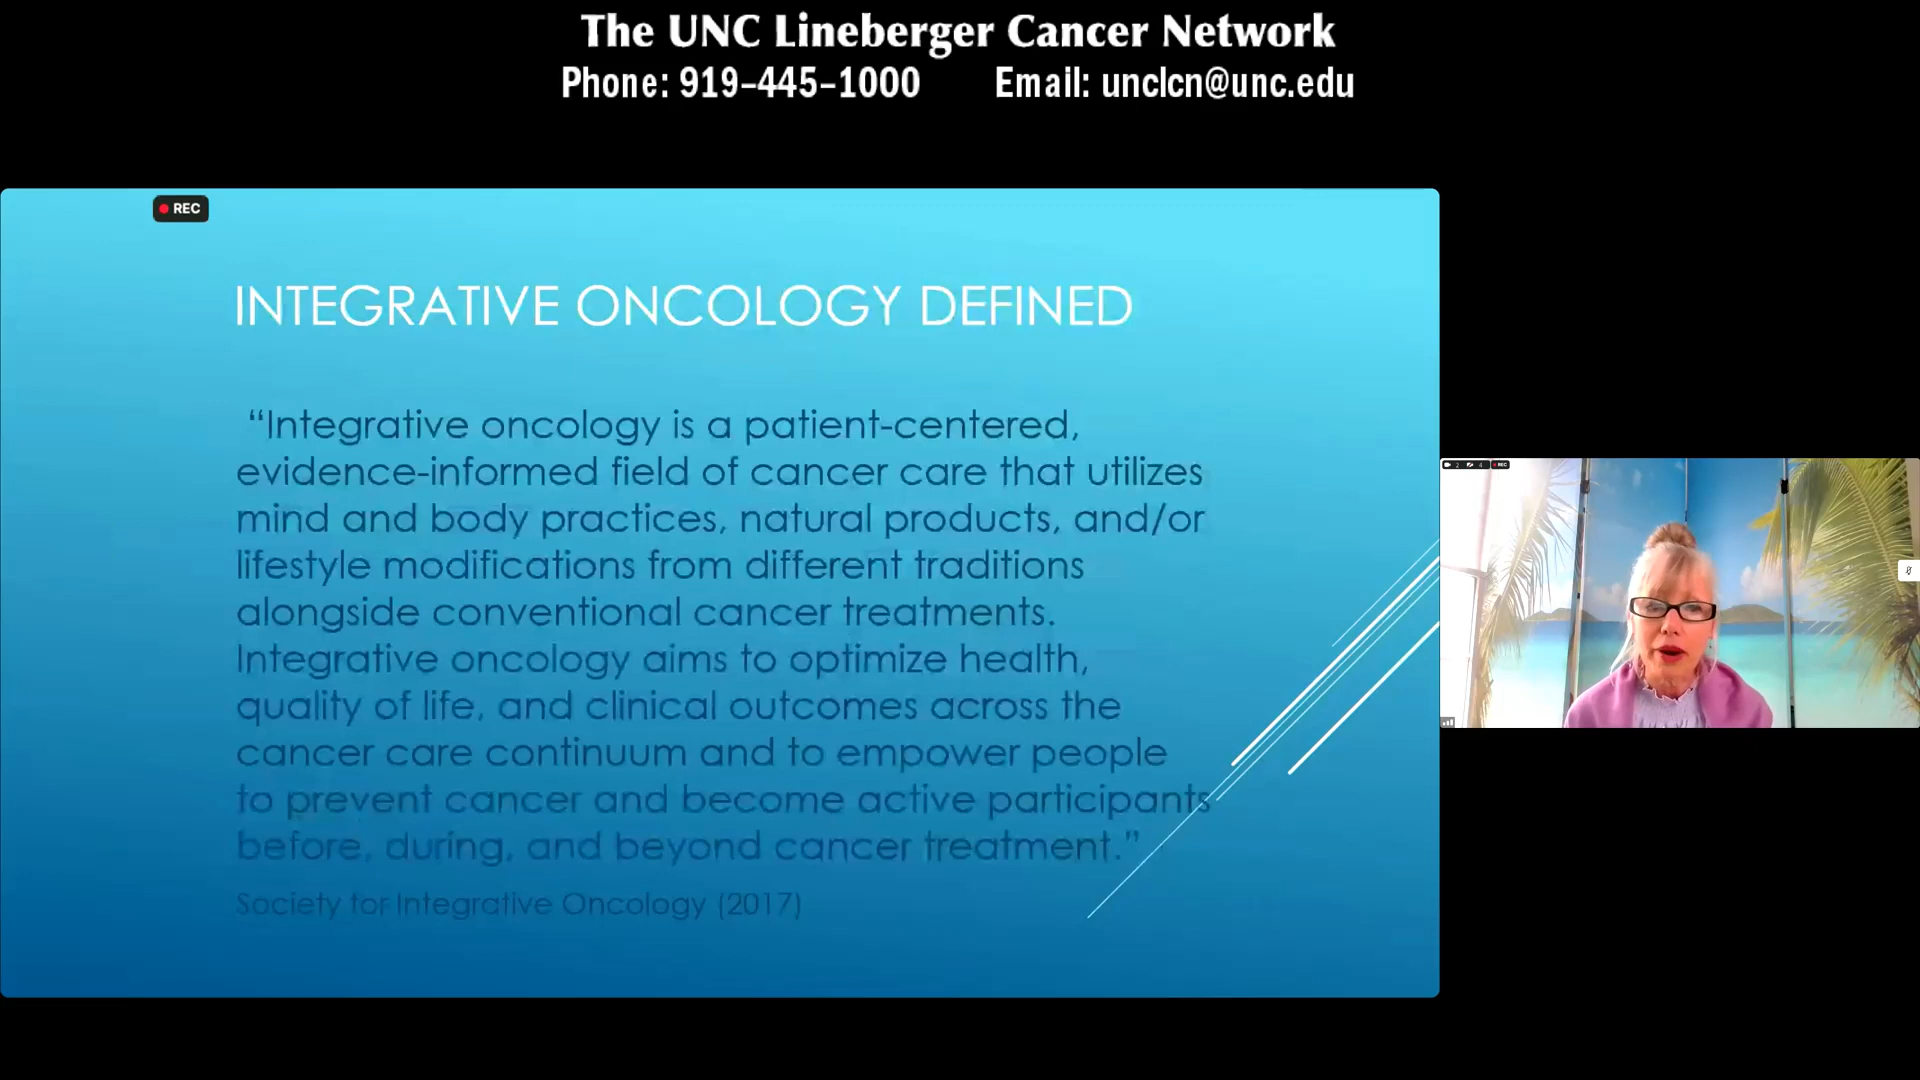 The UNC Lineberger Cancer Network
Phone: 919-445-1000 Email: unclcn@unc.edu
REC
INTEGRATIVE ONCOLOGY DEFINED
“Integrative oncology is a patient-centered,
evidence-informed field of cancer care that utilizes
mind and body practices, natural products, and/or
lifestyle modifications from different traditions
alongside conventional cancer treatments.
Integrative oncology aims to optimize health,
quality of life, and clinical outcomes across the
cancer care continuum and to empower people
to prevent cancer and become active participants
before, during, and beyond cancer treatment.”
Society for Integrative Oncology (2017)
2 4 REC